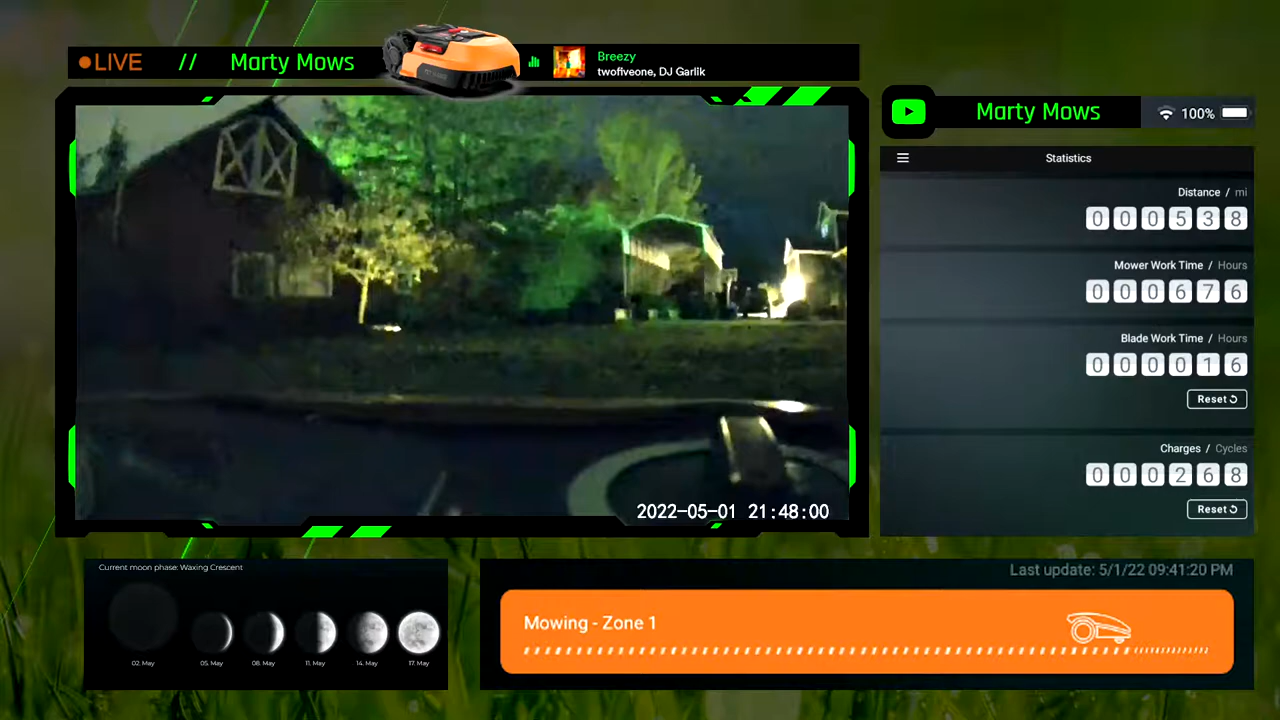 LIVE // Marty Mows
Breezy
twofiveone, DJ Garlik
Marty Mows
100%
Statistics
Distance / mi
000538
Mower Work Time / Hours
000676
Blade Work Time / Hours
000016
Reset
Charges / Cycles
000268
Reset
2022-05-01 21:48:00
Current moon phase: Waxing Crescent
02. May 05. May 08. May 11. May 14. May 17. May
Last update: 5/1/22 09:41:20 PM
Mowing - Zone 1